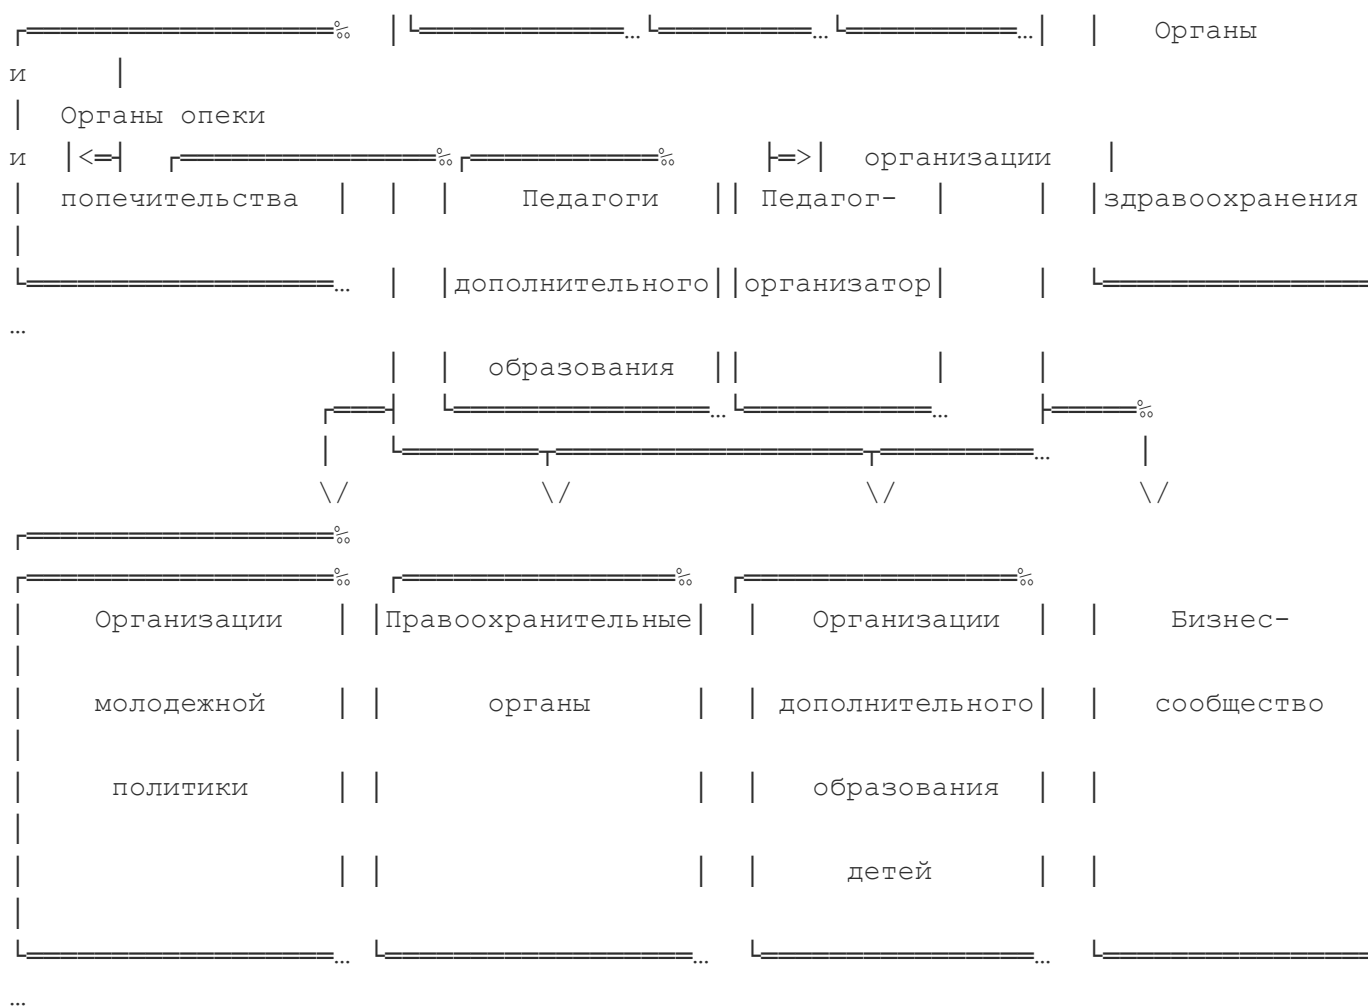 Органы
и
Органы опеки
и <═ ═> организации
попечительства Педагоги Педагог- здравоохранения
дополнительного организатор
…
образования
\/ \/ \/ \/
Организации Правоохранительные Организации Бизнес-
молодежной органы дополнительного сообщество
политики образования
детей
…